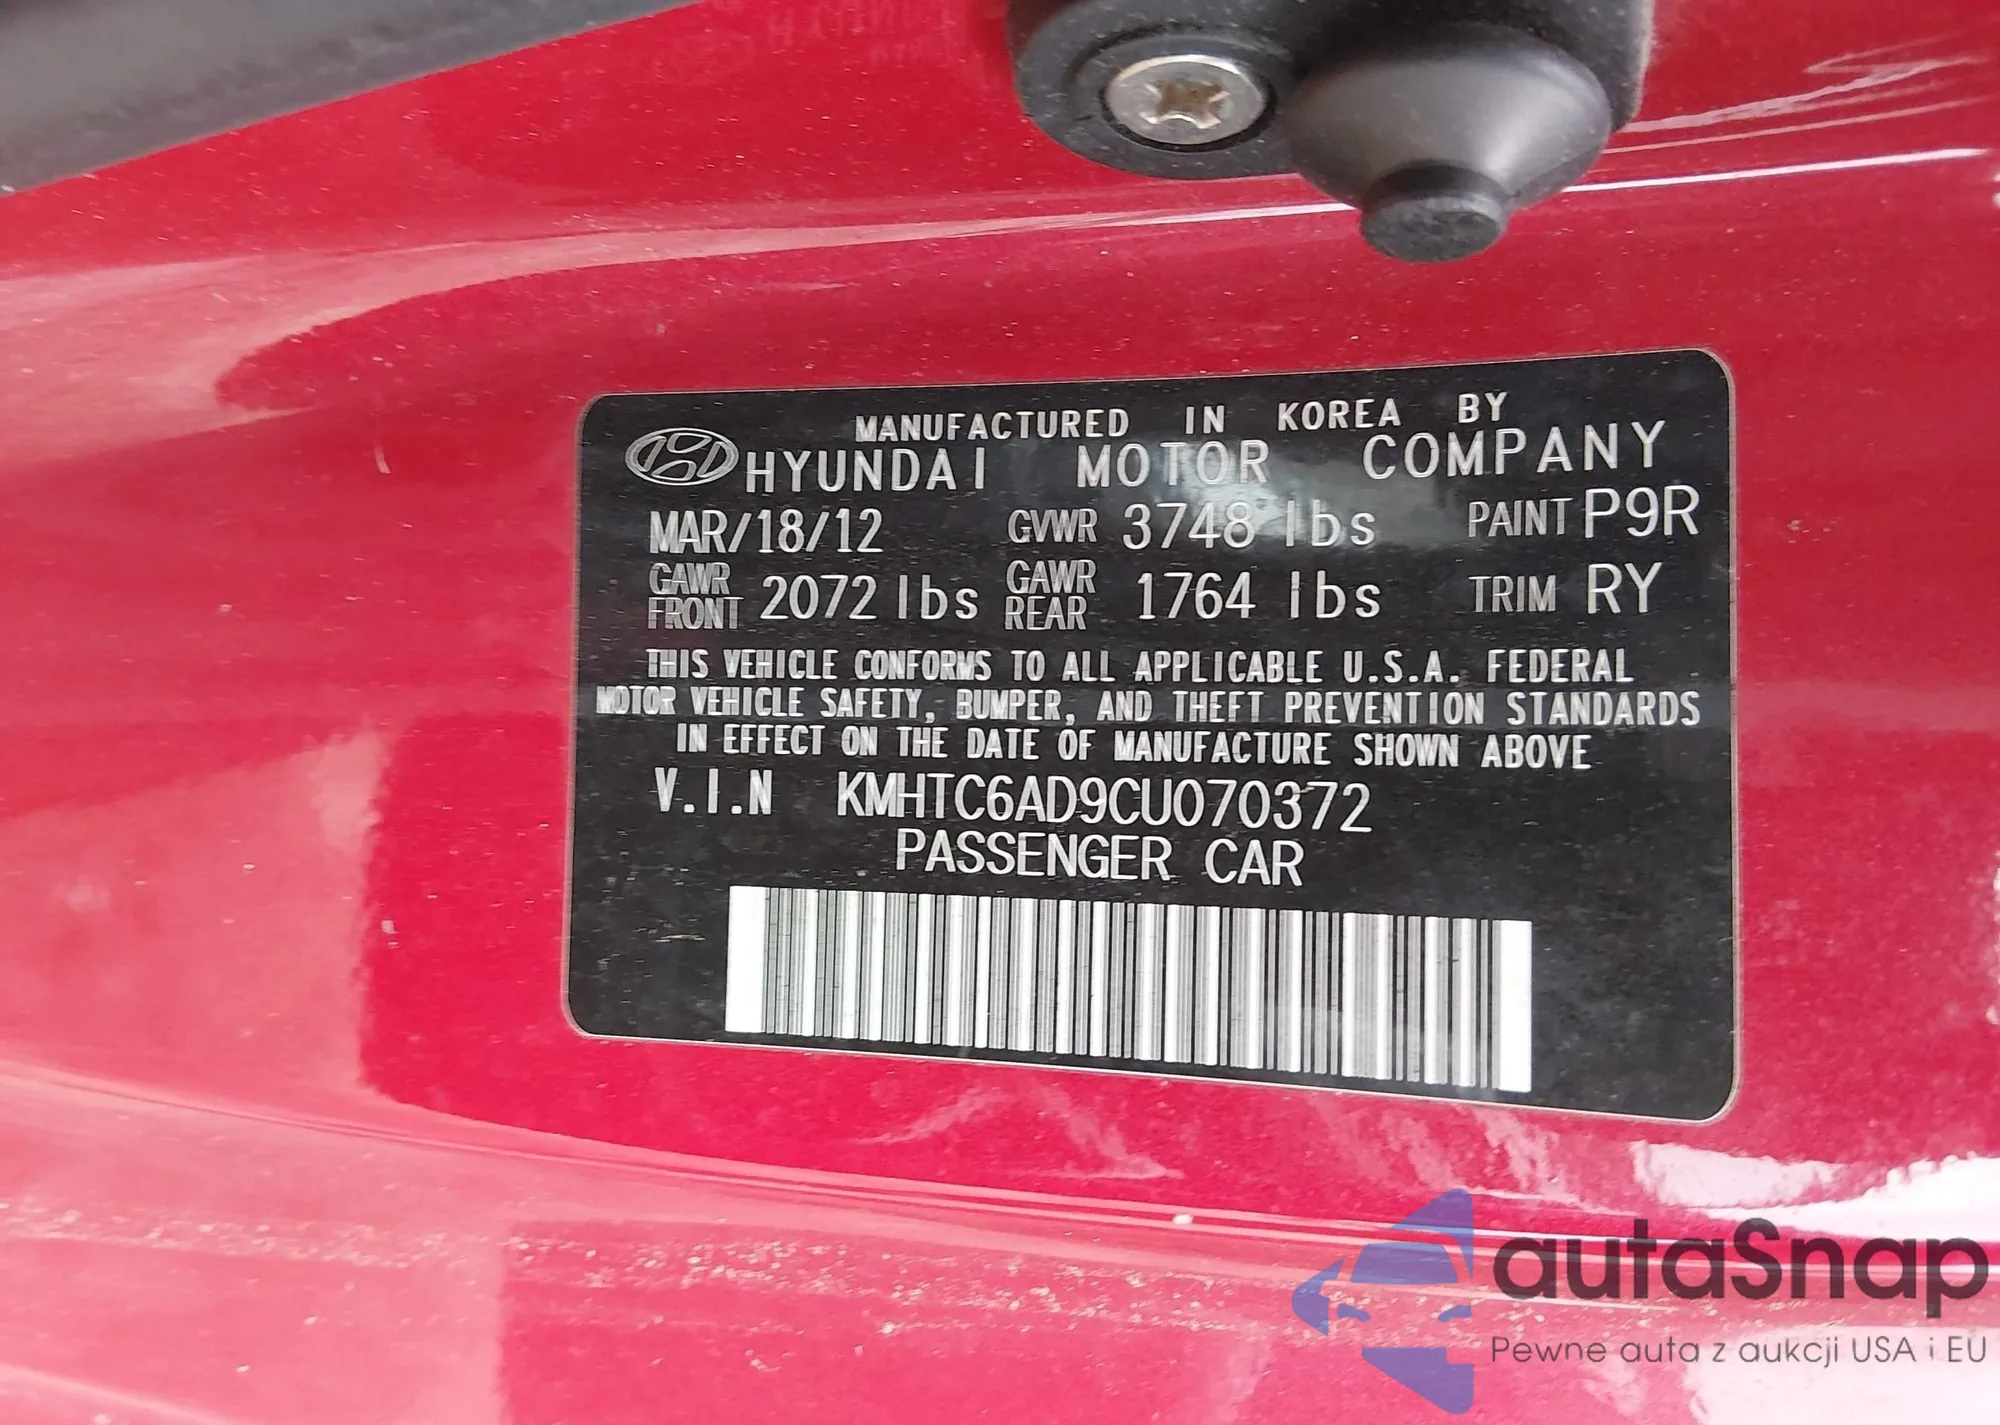 MANUFACTURED IN KOREA BY
HYUNDAI MOTOR COMPANY
MAR/18/12 GVWR 3748 lbs PAINT P9R
GAWR FRONT 2072 lbs GAWR REAR 1764 lbs TRIM RY
THIS VEHICLE CONFORMS TO ALL APPLICABLE U.S.A. FEDERAL
MOTOR VEHICLE SAFETY, BUMPER, AND THEFT PREVENTION STANDARDS
IN EFFECT ON THE DATE OF MANUFACTURE SHOWN ABOVE
V.I.N KMHTC6AD9CU070372
PASSENGER CAR
autaSnap
Pewne auta z aukcji USA i EU